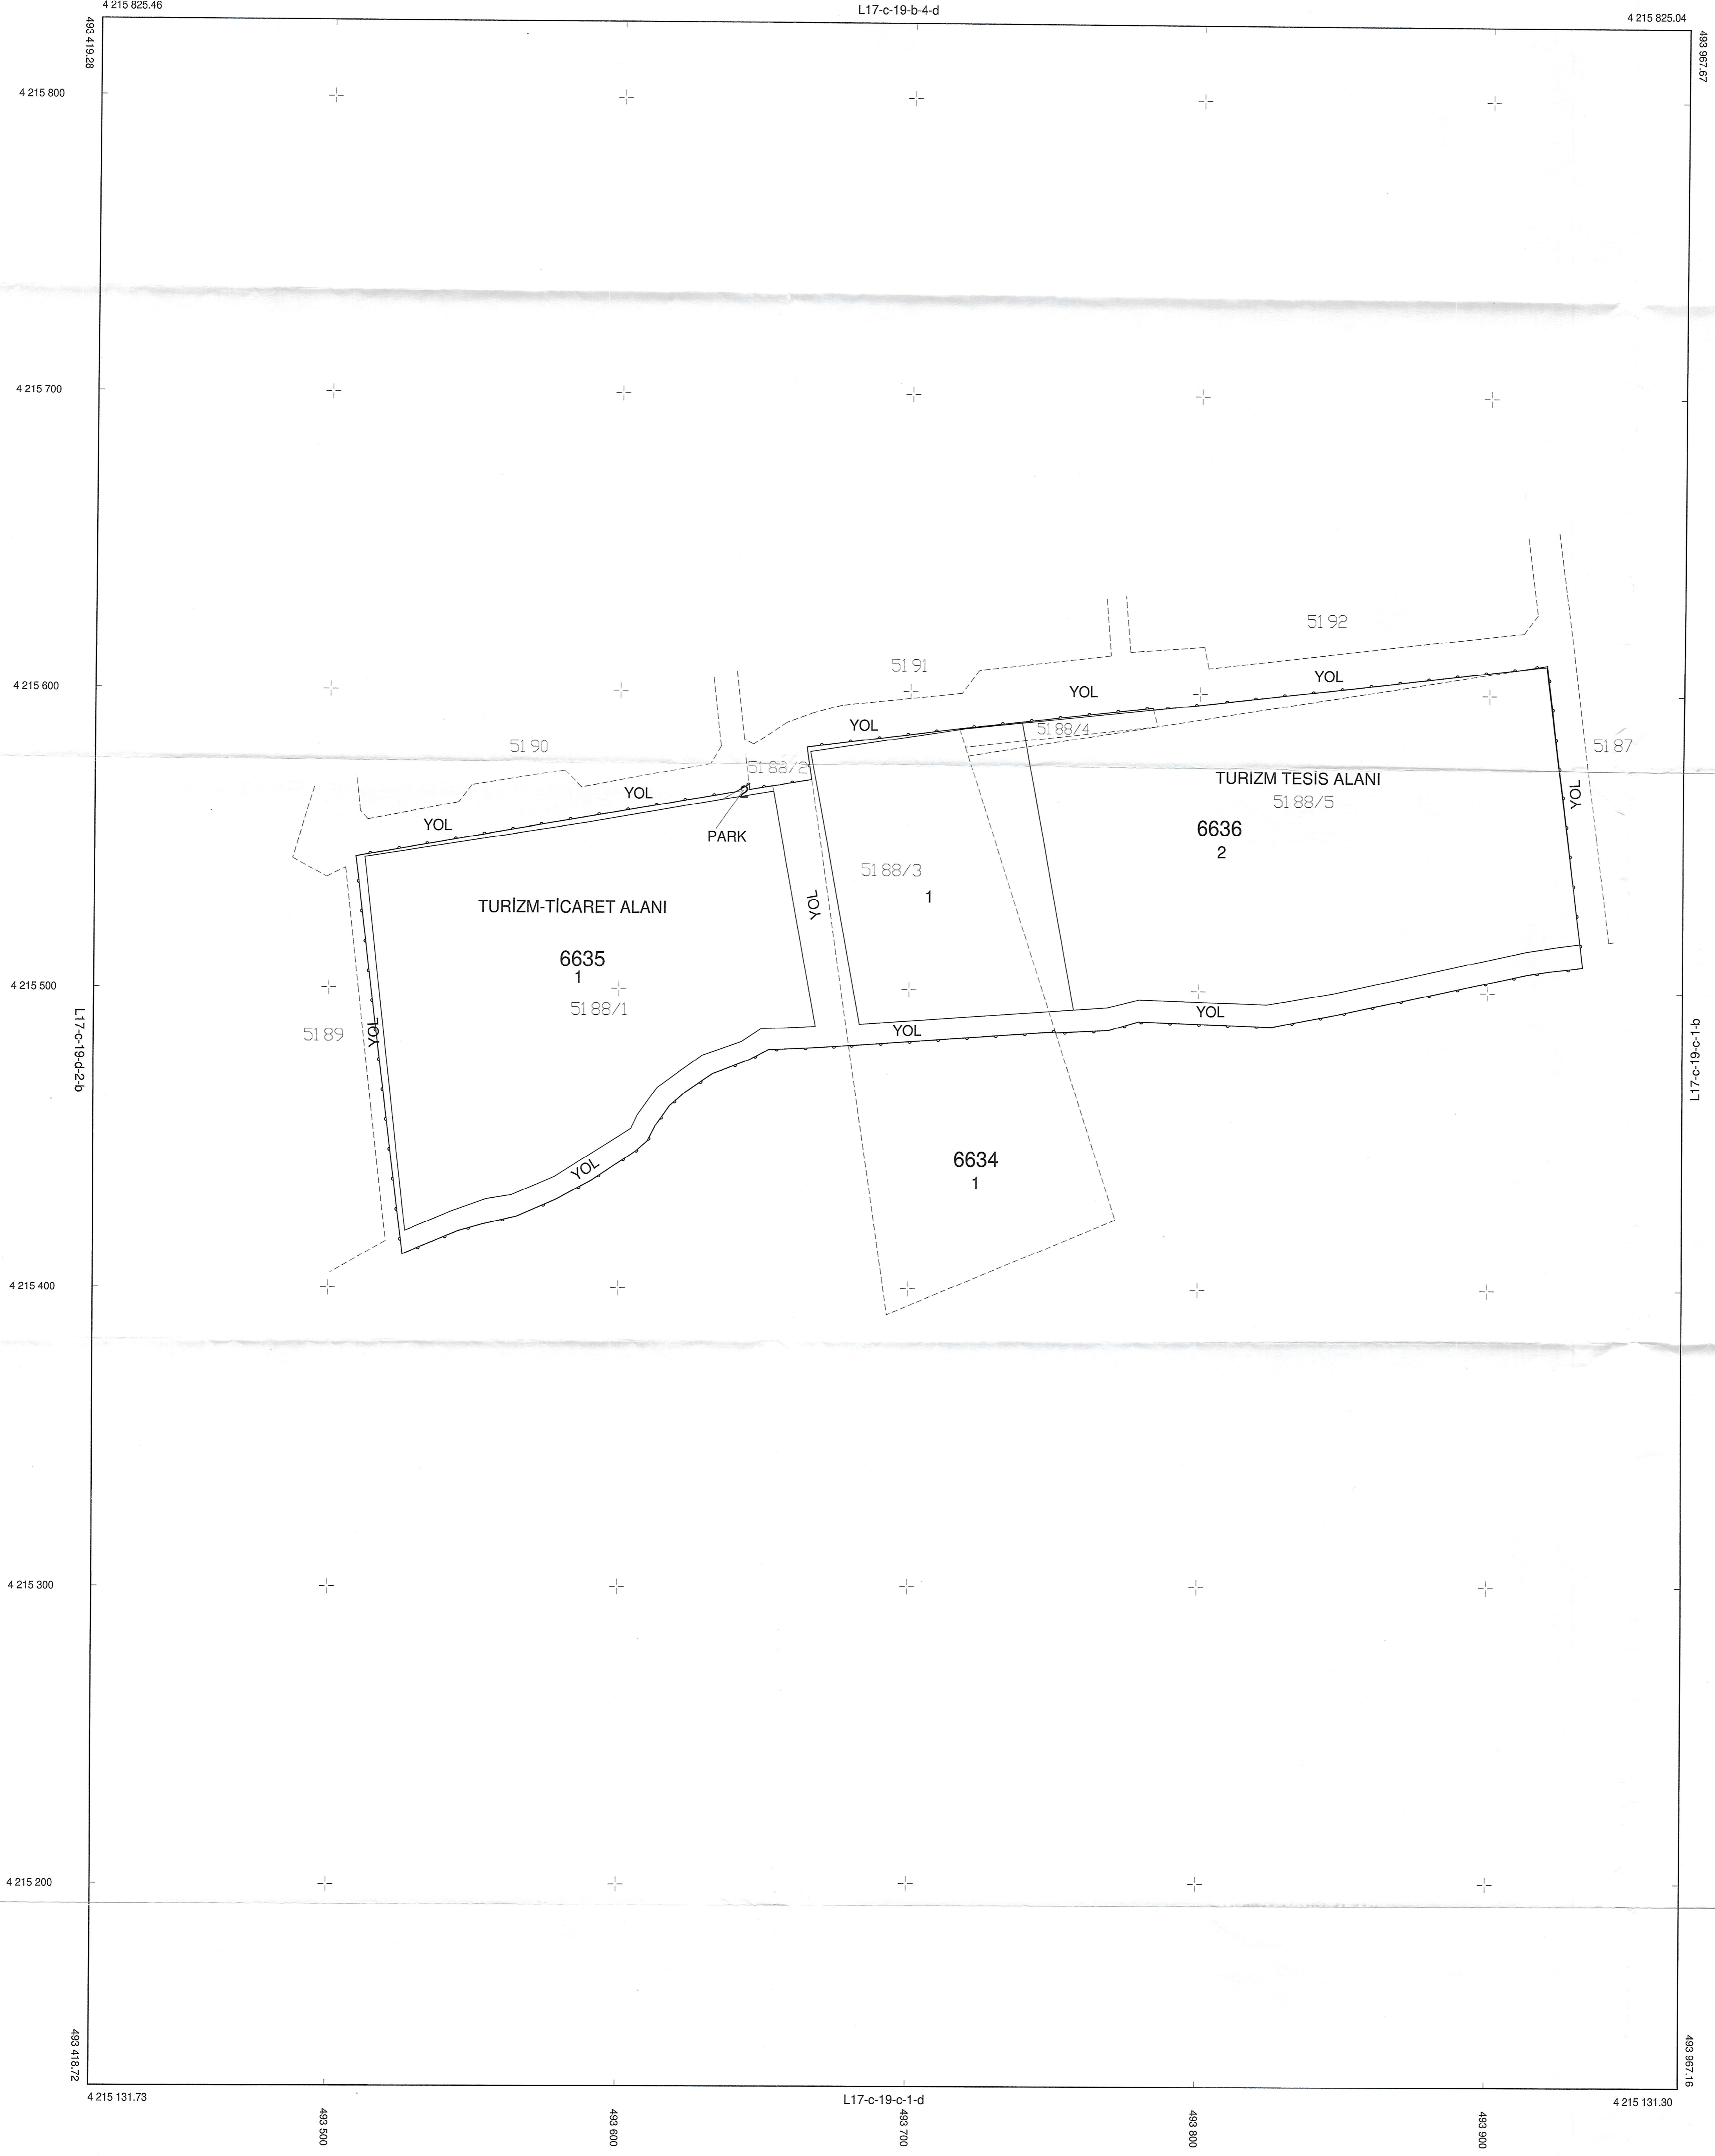 4 215 825.46
L17-c-19-b-4-d
4 215 825.04
493 419.28
493 967.67
4 215 800
4 215 700
5192
5191
4 215 600
YOL
YOL
YOL
5188/4
5190
5187
5188/2
TURIZM TESİS ALANI
5188/5
YOL
2
YOL
YOL
6636
2
PARK
5188/3
1
YOL
TURİZM-TİCARET ALANI
6635
1
4 215 500
5188/1
YOL
YOL
5189
YOL
L17-c-19-d-2-b
L17-c-19-c-1-b
6634
1
YOL
4 215 400
4 215 300
4 215 200
493 418.72
493 967.16
4 215 131.73
L17-c-19-c-1-d
4 215 131.30
493 500
493 600
493 700
493 800
493 900